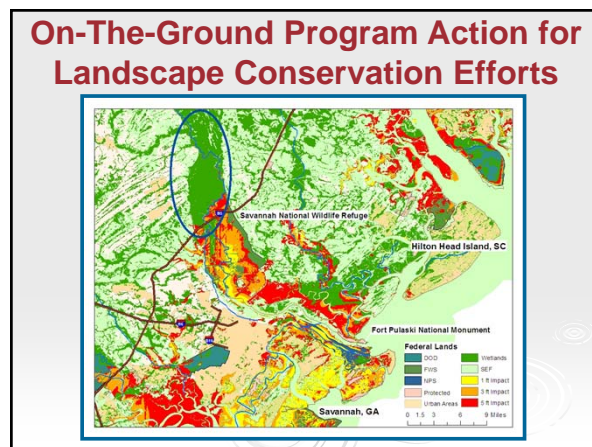 On-The-Ground Program Action for
Landscape Conservation Efforts
Savannah National Wildlife Refuge
Hilton Head Island, SC
Fort Pulaski National Monument
Savannah, GA
Federal Lands
DOD
FWS
NPS
Protected
Urban Areas
Wetlands
SEF
1 ft Impact
3 ft Impact
5 ft Impact
0 1.5 3 6 9 Miles